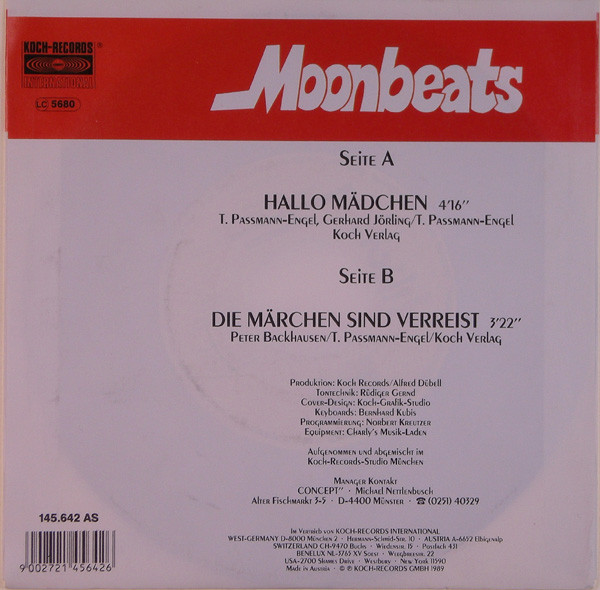 KOCH-RECORDS®
INTERNATIONAL
LC 5680
Moonbeats
SEITE A
HALLO MÄDCHEN 4'16"
T. PASSMANN-ENGEL, GERHARD JÖRLING/T. PASSMANN-ENGEL
KOCH VERLAG
SEITE B
DIE MÄRCHEN SIND VERREIST 3'22"
PETER BACKHAUSEN/T. PASSMANN-ENGEL/KOCH VERLAG
PRODUKTION: KOCH RECORDS/ALFRED DÜBELL
TONTECHNIK: RÜDIGER GERND
COVER-DESIGN: KOCH-GRAFIK-STUDIO
KEYBOARDS: BERNHARD KUBIS
PROGRAMMIERUNG: NORBERT KREUTZER
EQUIPMENT: CHARLY'S MUSIK-LADEN
AUFGENOMMEN UND ABGEMISCHT IM
KOCH-RECORDS-STUDIO MÜNCHEN
MANAGER KONTAKT
CONCEPT" · MICHAEL NETTLENBUSCH
ALTER FISCHMARKT 3-5 · D-4400 MÜNSTER · ☎ (0251) 40329
145.642 AS
9002721456426
IM VERTRIEB VON KOCH-RECORDS INTERNATIONAL
WEST-GERMANY D-8000 MÜNCHEN 2 · HERMANN-SCHMID-STR. 10 · AUSTRIA A-6652 ELBIGENALP
SWITZERLAND CH-9470 BUCHS · WIEDENSTR. 15 · POSTFACH 431
BENELUX NL-3765 XV SOEST · 22
USA-2700 SHAMES DRIVE · WESTBURY · NEW YORK 11590
MADE IN AUSTRIA · © ℗ KOCH-RECORDS GMBH 1989